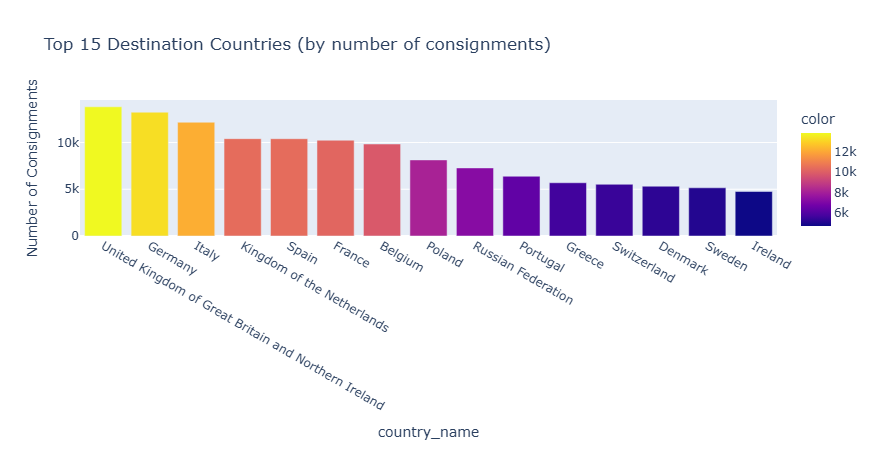 Top 15 Destination Countries (by number of consignments)
Number of Consignments
10k
5k
0
United Kingdom of Great Britain and Northern Ireland
Germany
Italy
Kingdom of the Netherlands
Spain
France
Belgium
Poland
Russian Federation
Portugal
Greece
Switzerland
Denmark
Sweden
Ireland
country_name
color
12k
10k
8k
6k